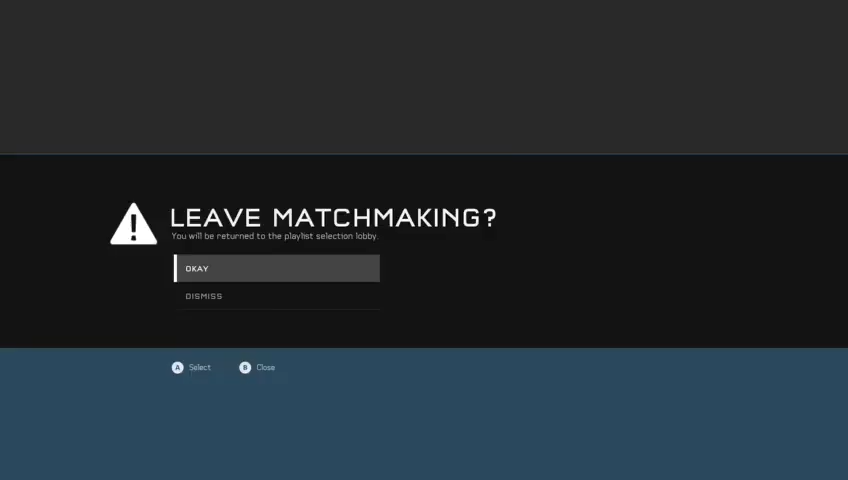 LEAVE MATCHMAKING?
You will be returned to the playlist selection lobby.
OKAY
DISMISS
A Select B Close